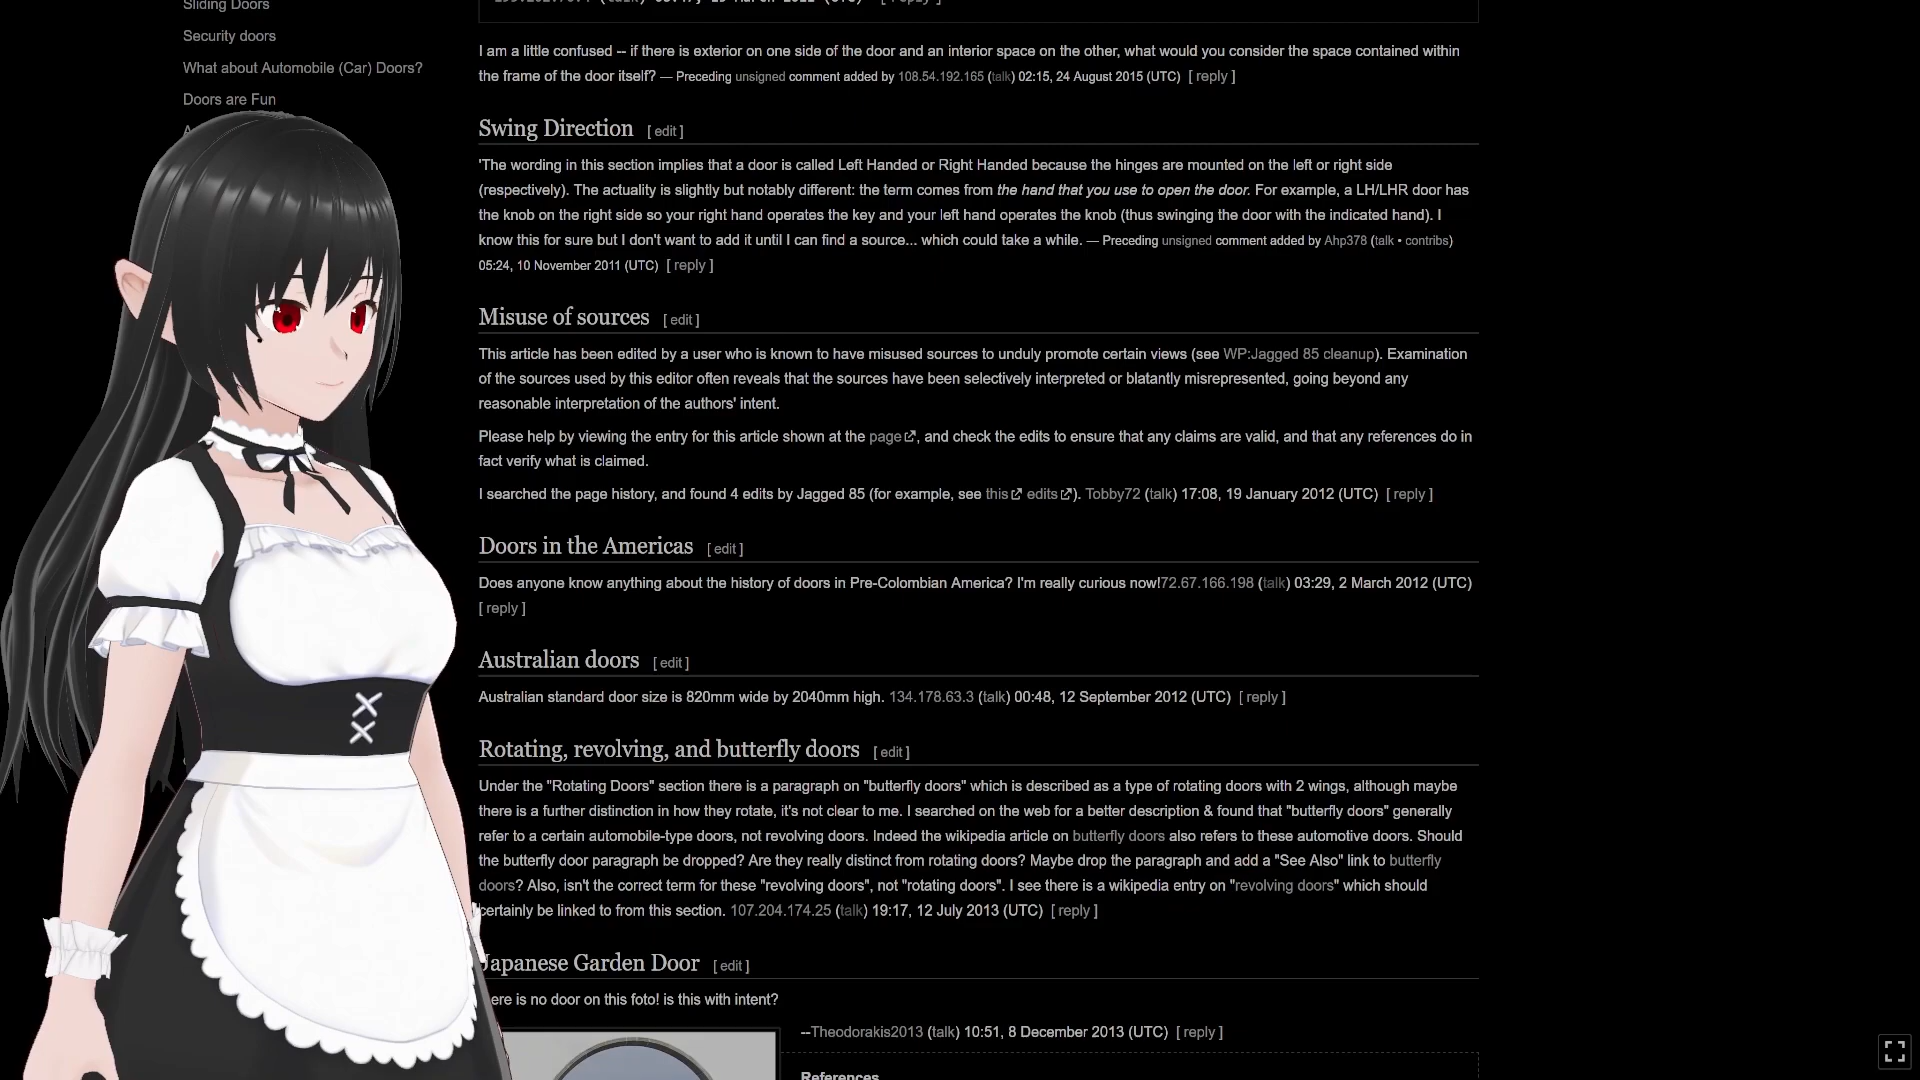 Sliding Doors
Security doors
What about Automobile (Car) Doors?
Doors are Fun
I am a little confused -- if there is exterior on one side of the door and an interior space on the other, what would you consider the space contained within
the frame of the door itself? — Preceding unsigned comment added by 108.54.192.165 (talk) 02:15, 24 August 2015 (UTC) [ reply ]
Swing Direction [ edit ]
'The wording in this section implies that a door is called Left Handed or Right Handed because the hinges are mounted on the left or right side
(respectively). The actuality is slightly but notably different: the term comes from the hand that you use to open the door. For example, a LH/LHR door has
the knob on the right side so your right hand operates the key and your left hand operates the knob (thus swinging the door with the indicated hand). I
know this for sure but I don't want to add it until I can find a source... which could take a while. — Preceding unsigned comment added by Ahp378 (talk • contribs)
05:24, 10 November 2011 (UTC) [ reply ]
Misuse of sources [ edit ]
This article has been edited by a user who is known to have misused sources to unduly promote certain views (see WP:Jagged 85 cleanup). Examination
of the sources used by this editor often reveals that the sources have been selectively interpreted or blatantly misrepresented, going beyond any
reasonable interpretation of the authors' intent.
Please help by viewing the entry for this article shown at the page, and check the edits to ensure that any claims are valid, and that any references do in
fact verify what is claimed.
I searched the page history, and found 4 edits by Jagged 85 (for example, see this edits). Tobby72 (talk) 17:08, 19 January 2012 (UTC) [ reply ]
Doors in the Americas [ edit ]
Does anyone know anything about the history of doors in Pre-Colombian America? I'm really curious now!72.67.166.198 (talk) 03:29, 2 March 2012 (UTC)
[ reply ]
Australian doors [ edit ]
Australian standard door size is 820mm wide by 2040mm high. 134.178.63.3 (talk) 00:48, 12 September 2012 (UTC) [ reply ]
Rotating, revolving, and butterfly doors [ edit ]
Under the "Rotating Doors" section there is a paragraph on "butterfly doors" which is described as a type of rotating doors with 2 wings, although maybe
there is a further distinction in how they rotate, it's not clear to me. I searched on the web for a better description & found that "butterfly doors" generally
refer to a certain automobile-type doors, not revolving doors. Indeed the wikipedia article on butterfly doors also refers to these automotive doors. Should
the butterfly door paragraph be dropped? Are they really distinct from rotating doors? Maybe drop the paragraph and add a "See Also" link to butterfly
doors? Also, isn't the correct term for these "revolving doors", not "rotating doors". I see there is a wikipedia entry on "revolving doors" which should
certainly be linked to from this section. 107.204.174.25 (talk) 19:17, 12 July 2013 (UTC) [ reply ]
Japanese Garden Door [ edit ]
ere is no door on this foto! is this with intent?
--Theodorakis2013 (talk) 10:51, 8 December 2013 (UTC) [ reply ]
References